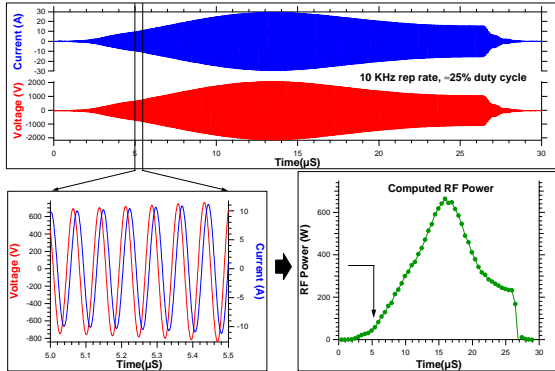 30
20
10
0
10
20
30
Current (A)
10 KHz rep rate, ≈25% duty cycle
2000
1000
0
-1000
-2000
Voltage (V)
0 5 10 15 20 25 30
Time(µS)
600
400
200
0
-200
-400
-600
-800
Voltage (V)
10
5
0
-5
-10
Current (A)
5.0 5.1 5.2 5.3 5.4 5.5
Time(µS)
Computed RF Power
600
400
200
0
RF Power (W)
0 5 10 15 20 25 30
Time(µS)